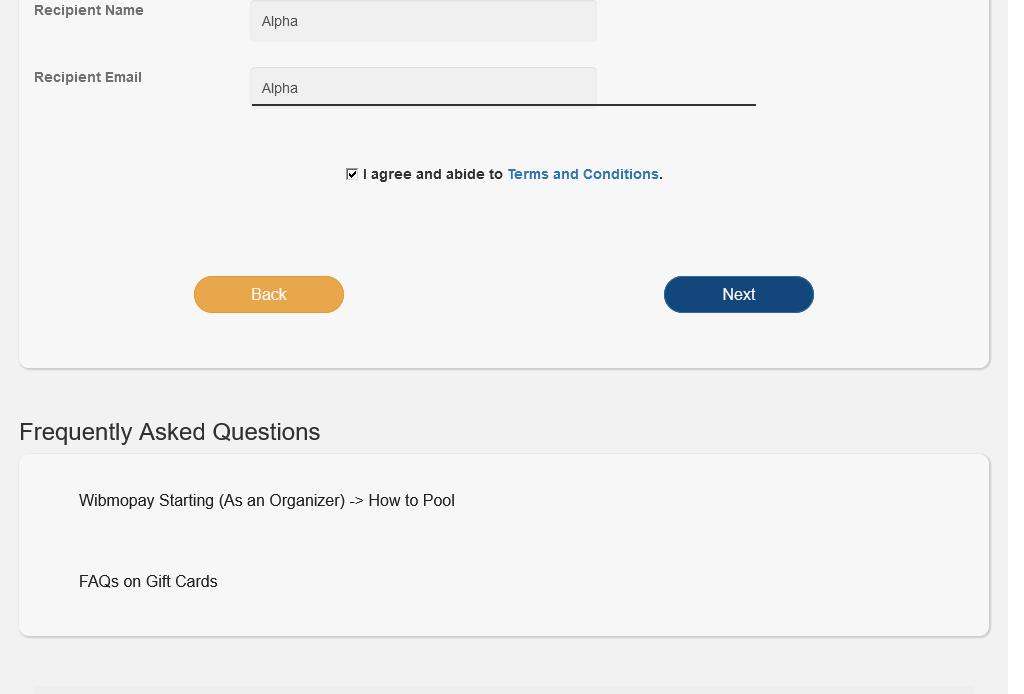 Recipient Name
Alpha
Recipient Email
Alpha
I agree and abide to Terms and Conditions.
Back
Next
Frequently Asked Questions
Wibmopay Starting (As an Organizer) -> How to Pool
FAQs on Gift Cards